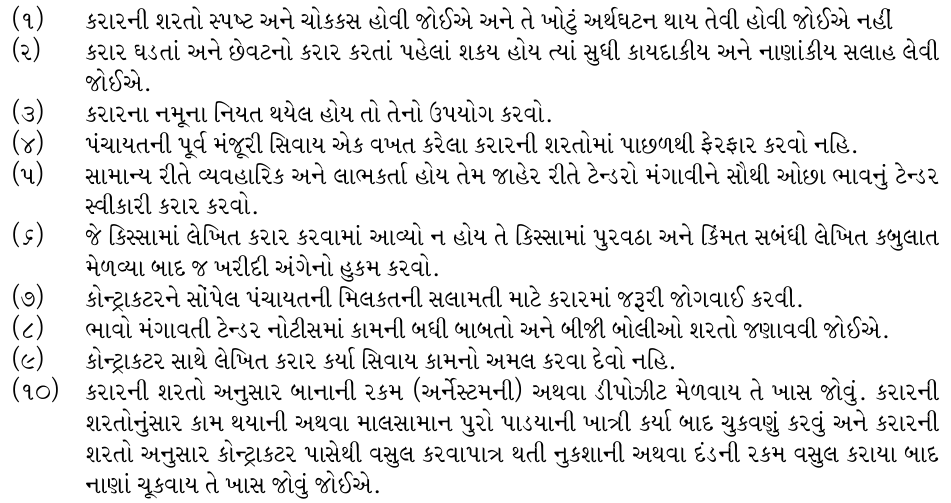 (૧) કરારની શરતો સ્પષ્ટ અને ચોકકસ હોવી જોઈએ અને તે ખોટું અર્થઘટન થાય તેવી હોવી જોઈએ નહીં
(૨) કરાર ઘડતાં અને છેવટનો કરાર કરતાં પહેલાં શકય હોય ત્યાં સુધી કાયદાકીય અને નાણાંકીય સલાહ લેવી
જોઈએ.
(૩) કરારના નમૂના નિયત થયેલ હોય તો તેનો ઉપયોગ કરવો.
(૪) પંચાયતની પૂર્વ મંજૂરી સિવાય એક વખત કરેલા કરારની શરતોમાં પાછળથી ફેરફાર કરવો નહિ.
(૫) સામાન્ય રીતે વ્યવહારિક અને લાભકર્તા હોય તેમ જાહેર રીતે ટેન્ડરો મંગાવીને સૌથી ઓછા ભાવનું ટેન્ડર
સ્વીકારી કરાર કરવો.
(૬) જે કિસ્સામાં લેખિત કરાર કરવામાં આવ્યો ન હોય તે કિસ્સામાં પુરવઠા અને કિંમત સબંધી લેખિત કબુલાત
મેળવ્યા બાદ જ ખરીદી અંગેનો હુકમ કરવો.
(૭) કોન્ટ્રાકટરને સોંપેલ પંચાયતની મિલકતની સલામતી માટે કરારમાં જરૂરી જોગવાઈ કરવી.
(૮) ભાવો મંગાવતી ટેન્ડર નોટીસમાં કામની બધી બાબતો અને બીજી બોલીઓ શરતો જણાવવી જોઈએ.
(૯) કોન્ટ્રાકટર સાથે લેખિત કરાર કર્યા સિવાય કામનો અમલ કરવા દેવો નહિ.
(૧૦) કરારની શરતો અનુસાર બાનાની રકમ (અર્નેસ્ટમની) અથવા ડીપોઝીટ મેળવાય તે ખાસ જોવું. કરારની
શરતોનુંસાર કામ થયાની અથવા માલસામાન પુરો પાડયાની ખાત્રી કર્યા બાદ ચુકવણું કરવું અને કરારની
શરતો અનુસાર કોન્ટ્રાકટર પાસેથી વસુલ કરવાપાત્ર થતી નુકશાની અથવા દંડની રકમ વસુલ કરાયા બાદ
નાણાં ચૂકવાય તે ખાસ જોવું જોઈએ.